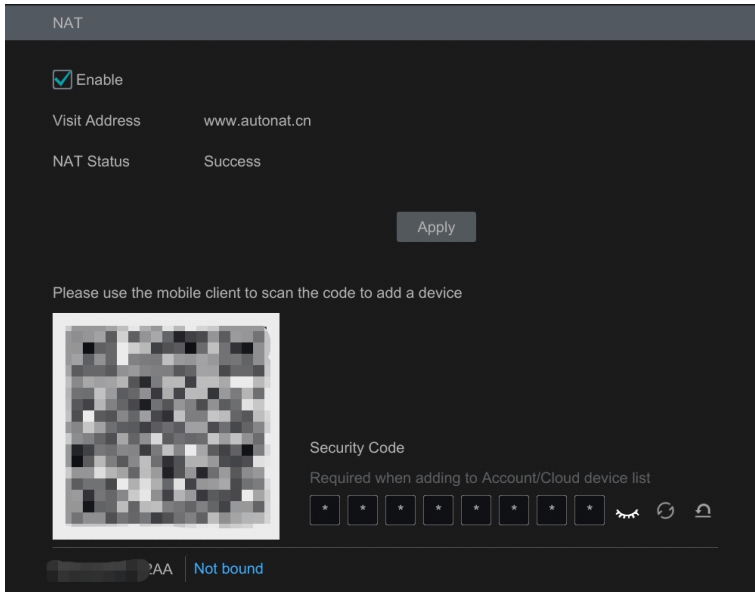 NAT
Enable
Visit Address www.autonat.cn
NAT Status Success
Apply
Please use the mobile client to scan the code to add a device
Security Code
Required when adding to Account/Cloud device list
* * * * * * * *
2AA Not bound